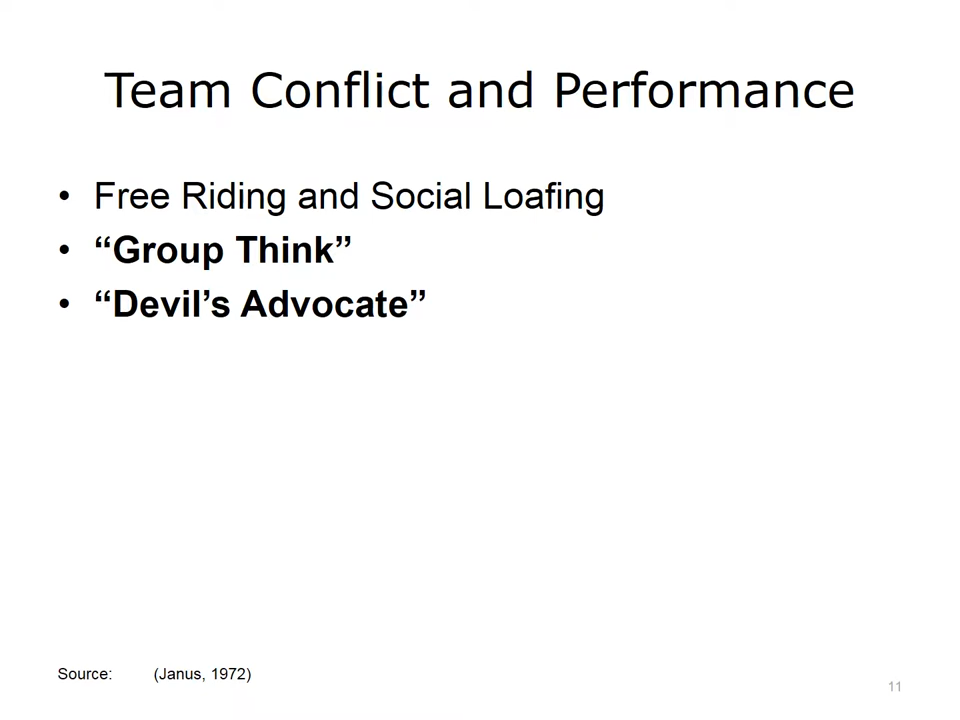 Team Conflict and Performance
• Free Riding and Social Loafing
• “Group Think”
• “Devil’s Advocate”
Source: (Janus, 1972)
11